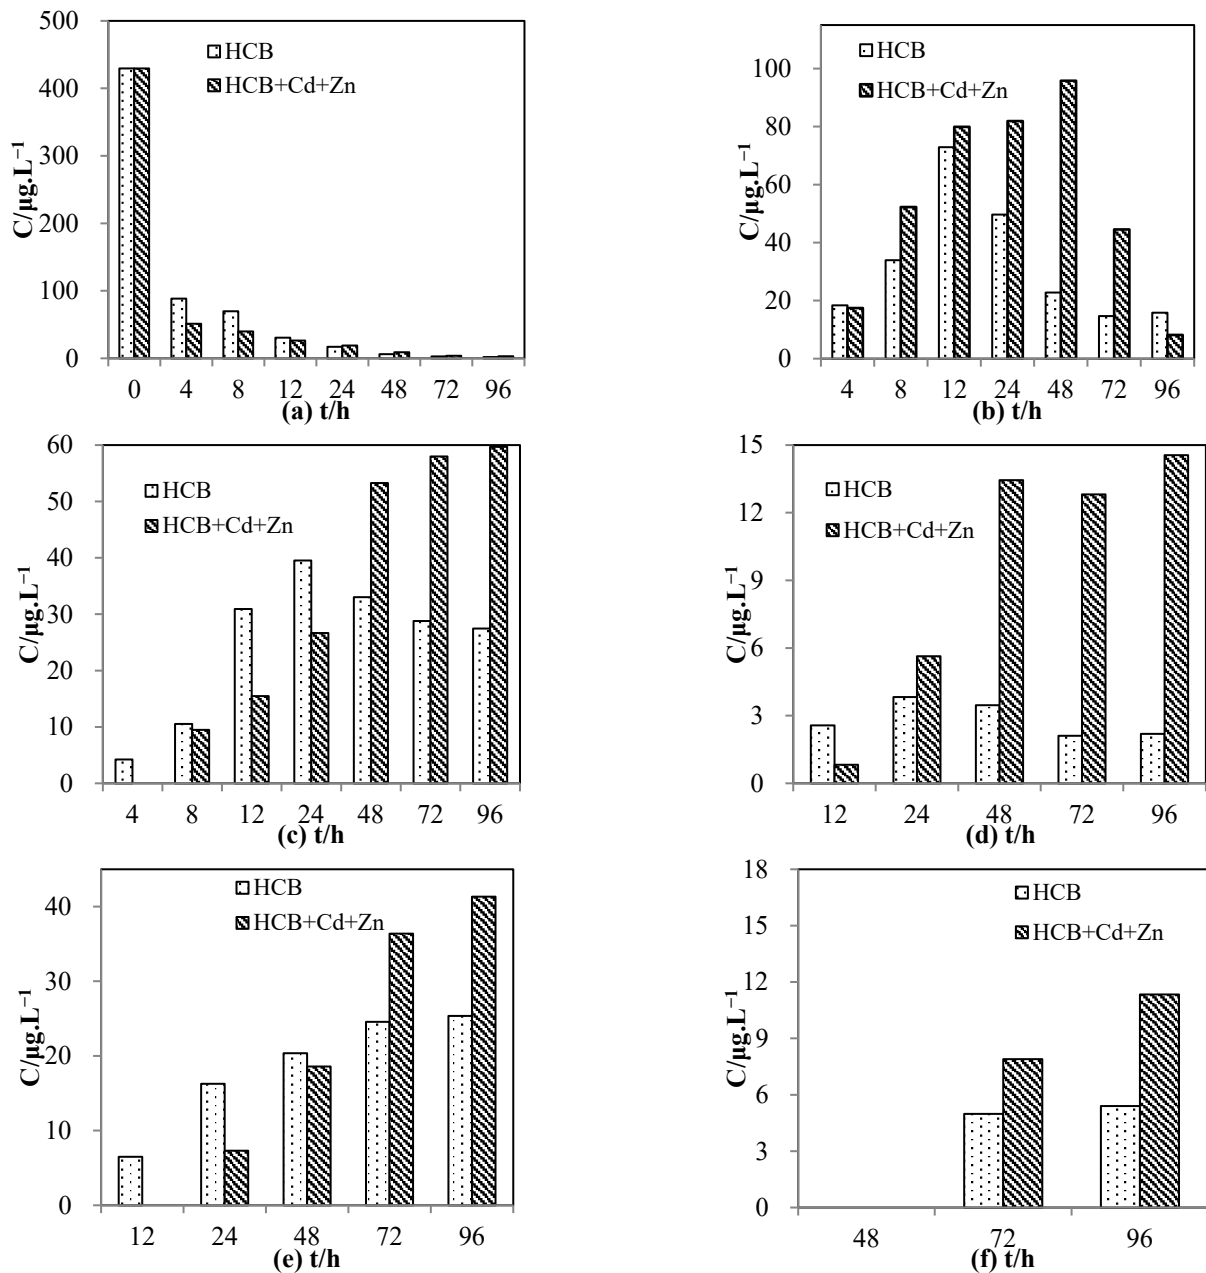 500
400
300
200
100
0
C/μg.L⁻¹
HCB
HCB+Cd+Zn
0 4 8 12 24 48 72 96
(a) t/h
100
80
60
40
20
0
C/μg.L⁻¹
HCB
HCB+Cd+Zn
4 8 12 24 48 72 96
(b) t/h
60
50
40
30
20
10
0
C/μg.L⁻¹
HCB
HCB+Cd+Zn
4 8 12 24 48 72 96
(c) t/h
15
12
9
6
3
0
C/μg.L⁻¹
HCB
HCB+Cd+Zn
12 24 48 72 96
(d) t/h
40
30
20
10
0
C/μg.L⁻¹
HCB
HCB+Cd+Zn
12 24 48 72 96
(e) t/h
18
15
12
9
6
3
0
C/μg.L⁻¹
HCB
HCB+Cd+Zn
48 72 96
(f) t/h